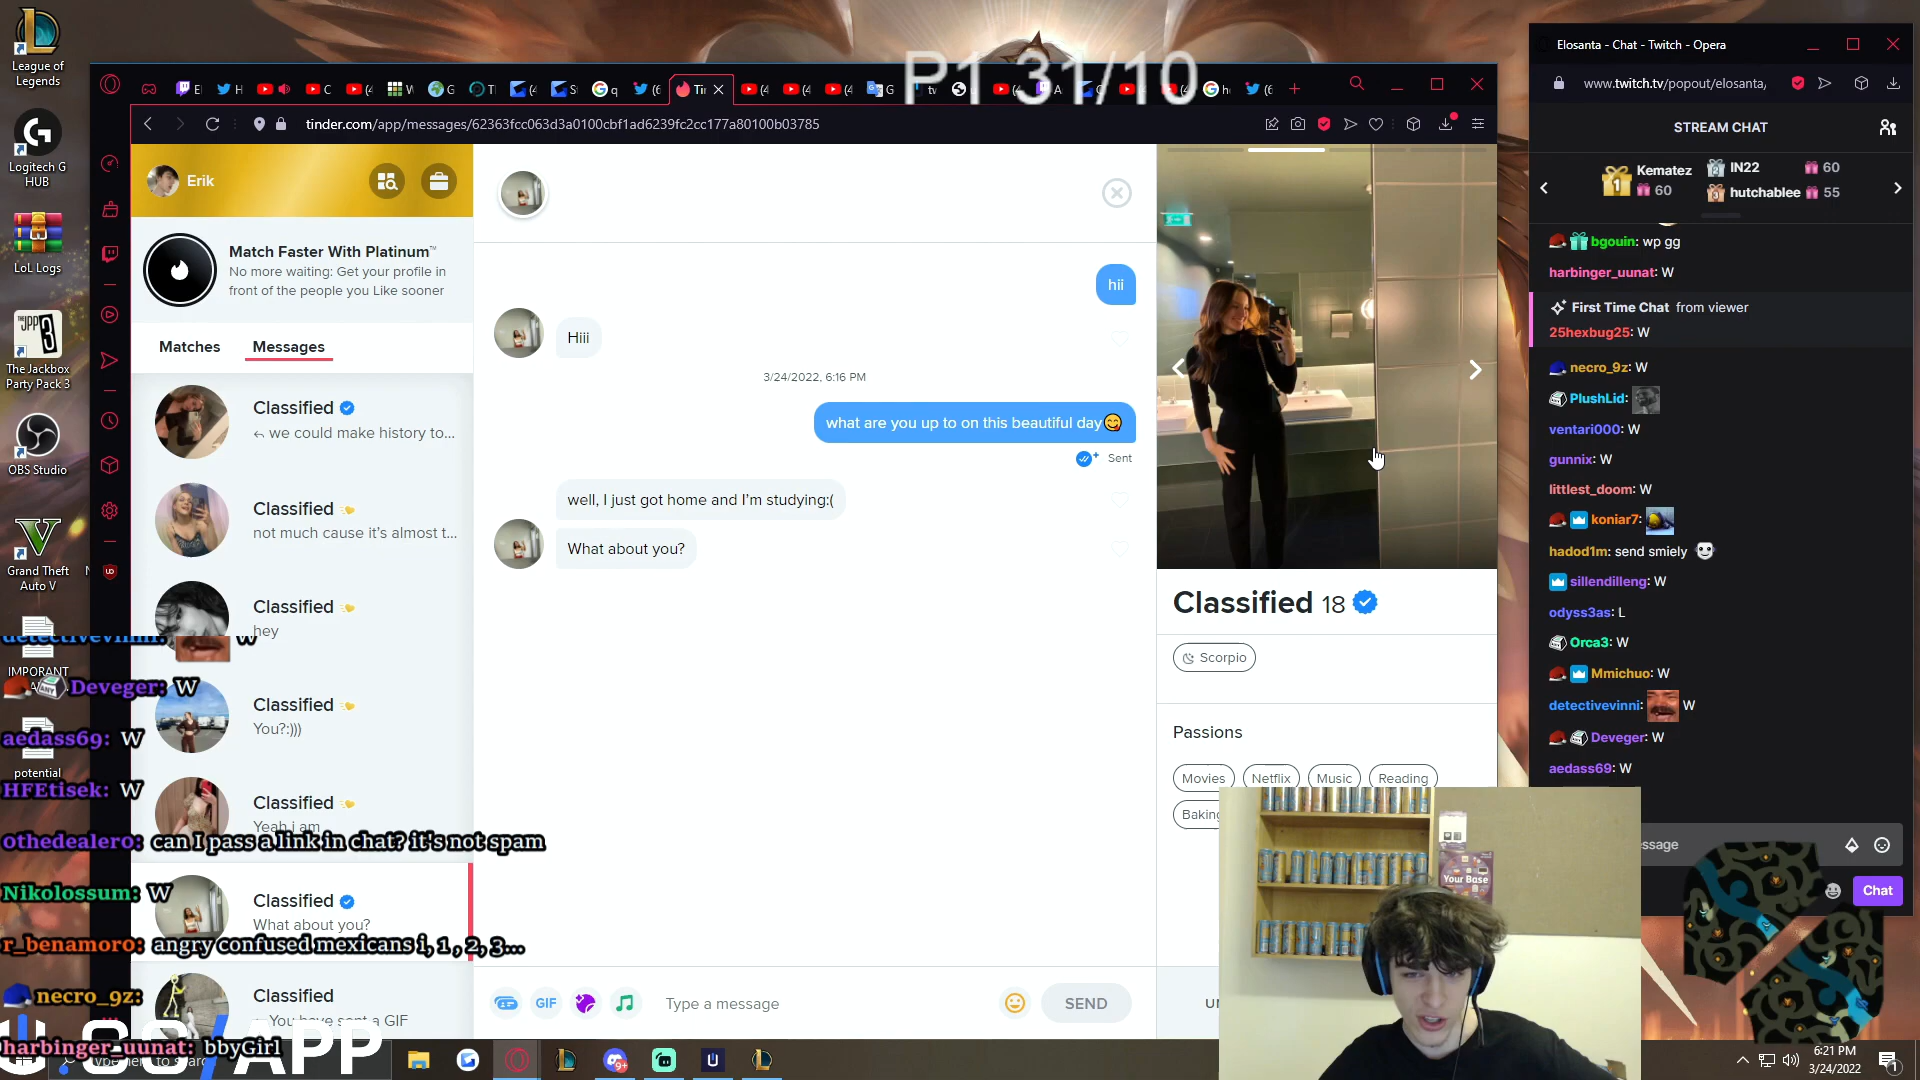 League of
Legends
Logitech G
HUB
LoL Logs
The Jackbox
Party Pack 3
OBS Studio
Grand Theft
Auto V
IMPORANT
potential
P1 31/10
tinder.com/app/messages/62363fcc063d3a0100cbf1ad6239fc2cc177a80100b03785
Erik
Match Faster With Platinum™
No more waiting: Get your profile in
front of the people you Like sooner
Matches
Messages
Classified
we could make history to...
Classified
not much cause it's almost t...
Classified
hey
Classified
You?:)))
Classified
Yeah i am
Classified
What about you?
Classified
You have sent a GIF
hii
Hiii
3/24/2022, 6:16 PM
what are you up to on this beautiful day😋
Sent
well, I just got home and I'm studying:(
What about you?
GIF
Type a message
SEND
Classified 18
Scorpio
Passions
Movies
Netflix
Music
Reading
Baking
Your Base
detectivevinni: W
Deveger: W
aedass69: W
HFEtisek: W
othedealero: can I pass a link in chat? it's not spam
Nikolossum: W
r_benamoro: angry confused mexicans i, 1 , 2, 3...
necro_9z:
harbinger_uunat: bbyGirl
/APP
Elosanta - Chat - Twitch - Opera
www.twitch.tv/popout/elosanta/
STREAM CHAT
1 Kematez
60
IN22 60
hutchablee 55
bgouin: wp gg
harbinger_uunat: W
First Time Chat from viewer
25hexbug25: W
necro_9z: W
PlushLid:
ventari000: W
gunnix: W
littlest_doom: W
koniar7:
hadod1m: send smiely
sillendilleng: W
odyss3as: L
Orca3: W
Mmichuo: W
detectivevinni: W
Deveger: W
aedass69: W
ssage
Chat
6:21 PM
3/24/2022